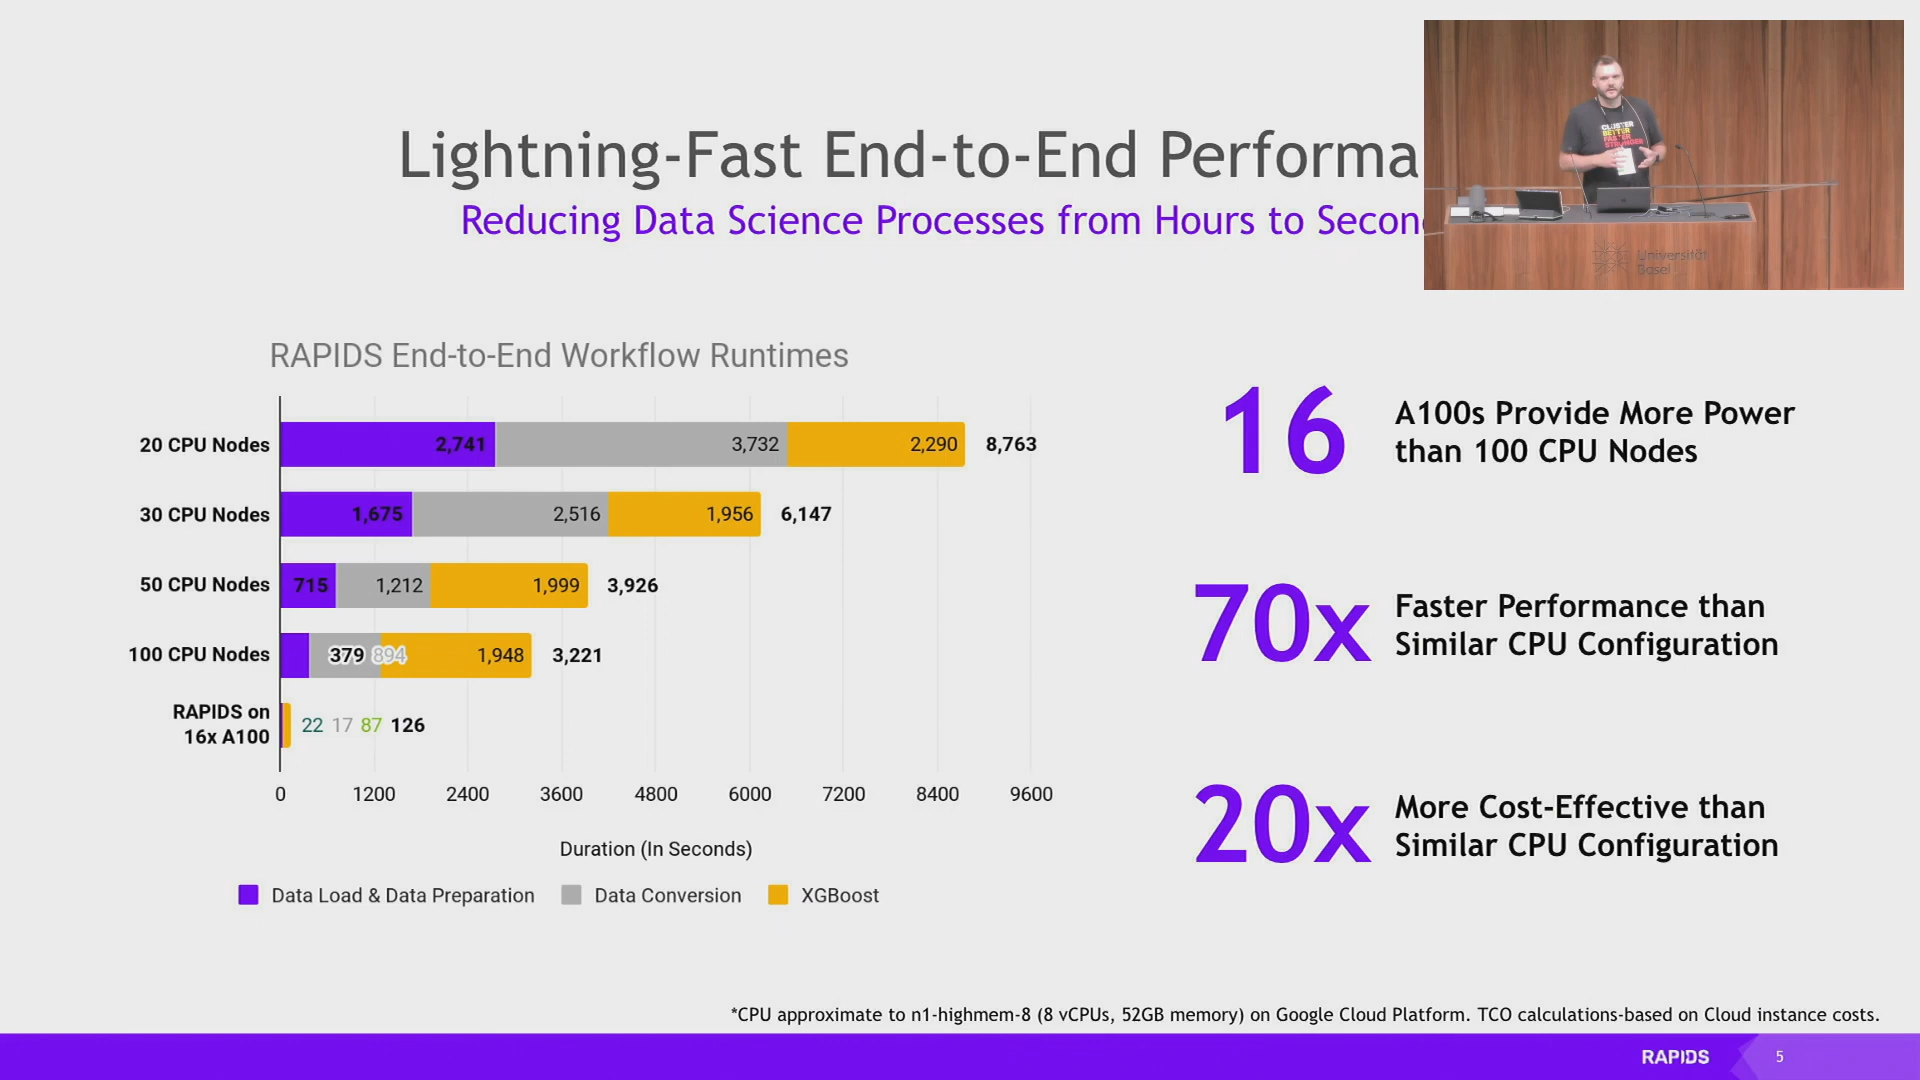 Lightning-Fast End-to-End Performa
Reducing Data Science Processes from Hours to Secon
CLUSTER
BETTER
FASTER
STRONGER
Universität
Basel
RAPIDS End-to-End Workflow Runtimes
20 CPU Nodes 2,741 3,732 2,290 8,763
30 CPU Nodes 1,675 2,516 1,956 6,147
50 CPU Nodes 715 1,212 1,999 3,926
100 CPU Nodes 379 894 1,948 3,221
RAPIDS on
16x A100
22 17 87 126
0 1200 2400 3600 4800 6000 7200 8400 9600
Duration (In Seconds)
Data Load & Data Preparation Data Conversion XGBoost
16
A100s Provide More Power
than 100 CPU Nodes
70x
Faster Performance than
Similar CPU Configuration
20x
More Cost-Effective than
Similar CPU Configuration
*CPU approximate to n1-highmem-8 (8 vCPUs, 52GB memory) on Google Cloud Platform. TCO calculations-based on Cloud instance costs.
RAPIDS 5